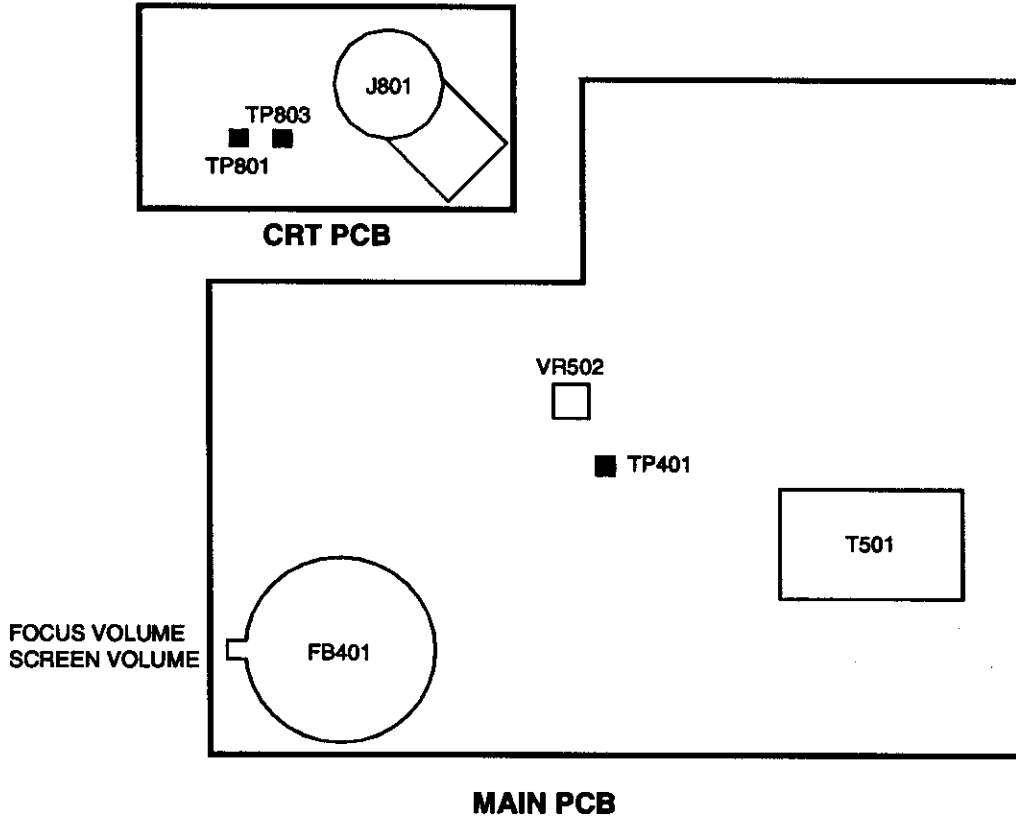 J801
TP803
TP801
CRT PCB
VR502
TP401
T501
FOCUS VOLUME
SCREEN VOLUME
FB401
MAIN PCB